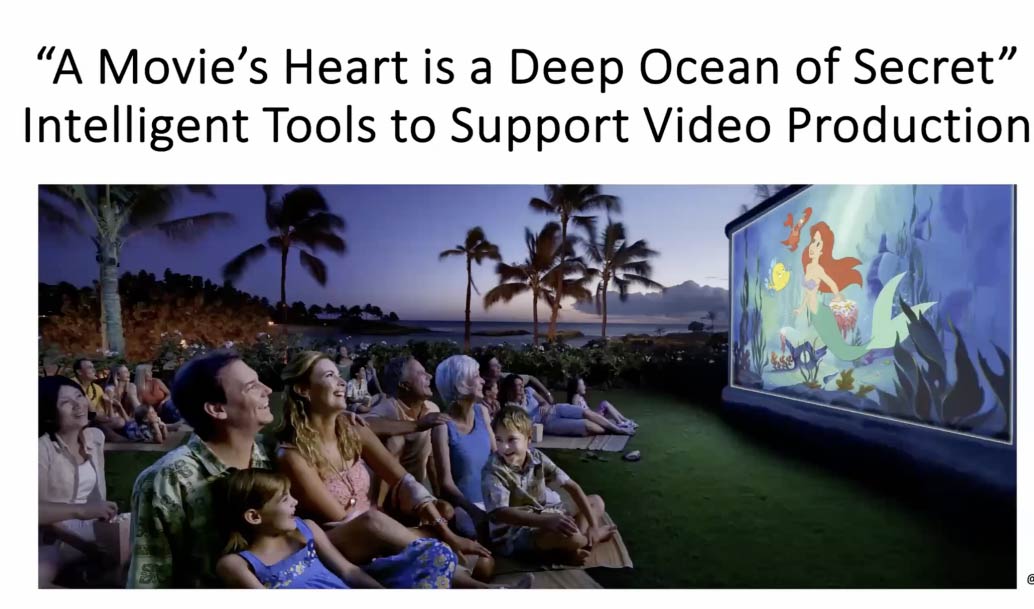 “A Movie’s Heart is a Deep Ocean of Secret”
Intelligent Tools to Support Video Production
@